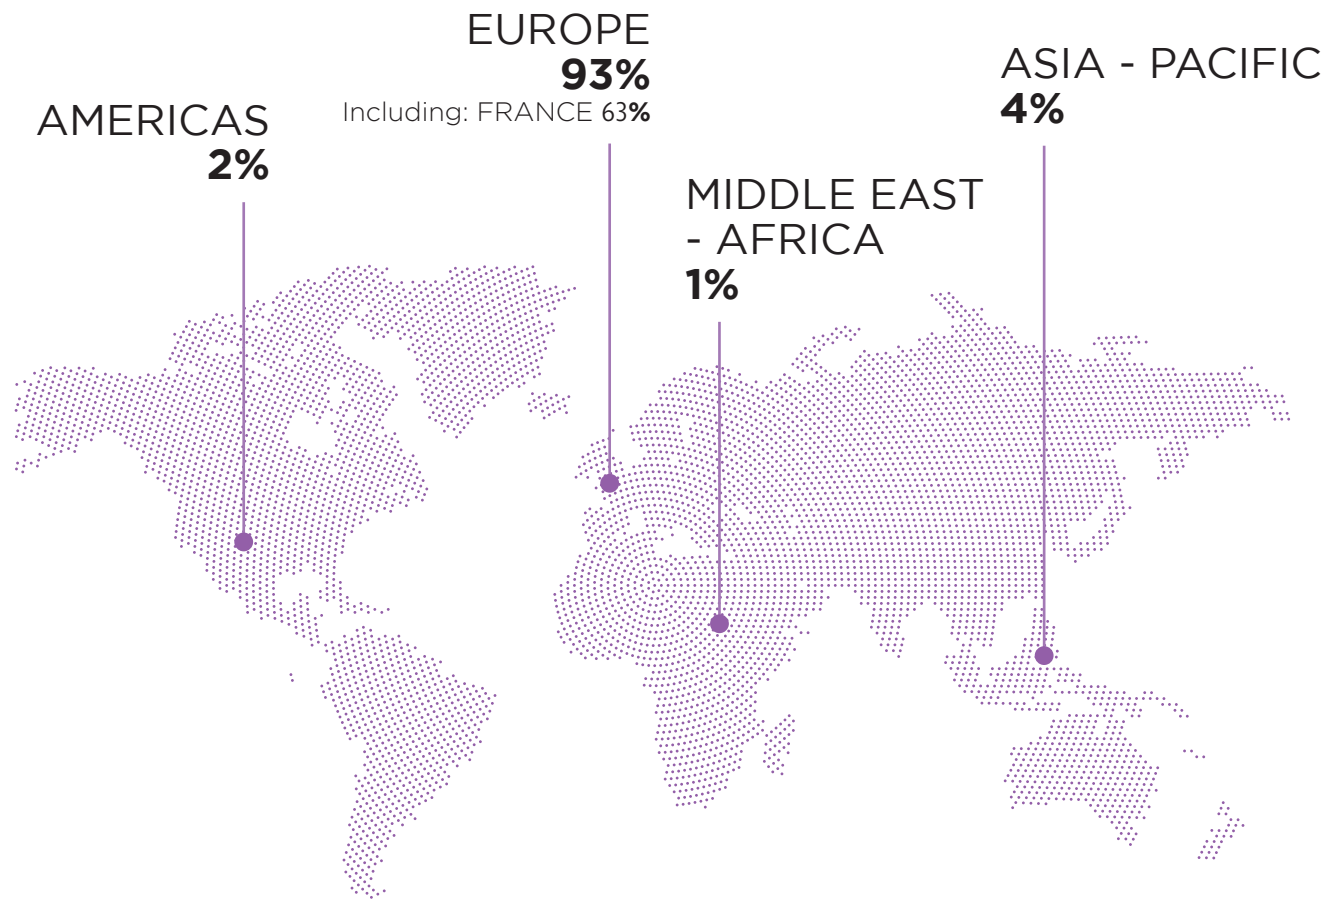 AMERICAS
2%
EUROPE
93%
Including: FRANCE 63%
MIDDLE EAST
- AFRICA
1%
ASIA - PACIFIC
4%